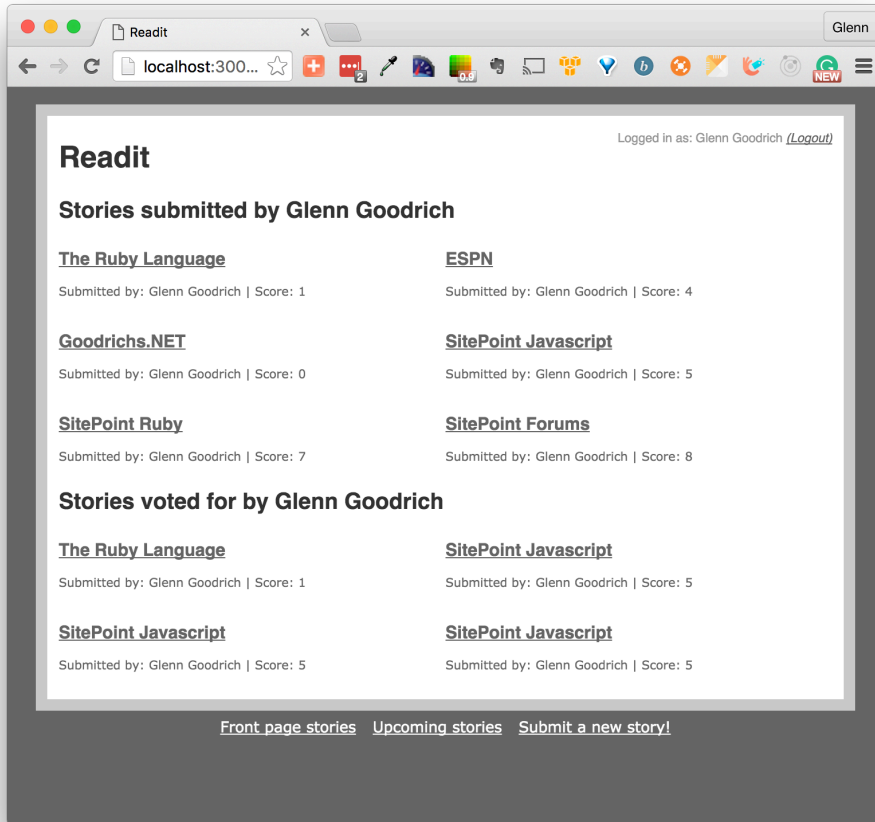 Readit
Glenn
localhost:300...
2
0.9
b
NEW
Logged in as: Glenn Goodrich (Logout)
Readit
Stories submitted by Glenn Goodrich
The Ruby Language ESPN
Submitted by: Glenn Goodrich | Score: 1 Submitted by: Glenn Goodrich | Score: 4
Goodrichs.NET SitePoint Javascript
Submitted by: Glenn Goodrich | Score: 0 Submitted by: Glenn Goodrich | Score: 5
SitePoint Ruby SitePoint Forums
Submitted by: Glenn Goodrich | Score: 7 Submitted by: Glenn Goodrich | Score: 8
Stories voted for by Glenn Goodrich
The Ruby Language SitePoint Javascript
Submitted by: Glenn Goodrich | Score: 1 Submitted by: Glenn Goodrich | Score: 5
SitePoint Javascript SitePoint Javascript
Submitted by: Glenn Goodrich | Score: 5 Submitted by: Glenn Goodrich | Score: 5
Front page stories Upcoming stories Submit a new story!